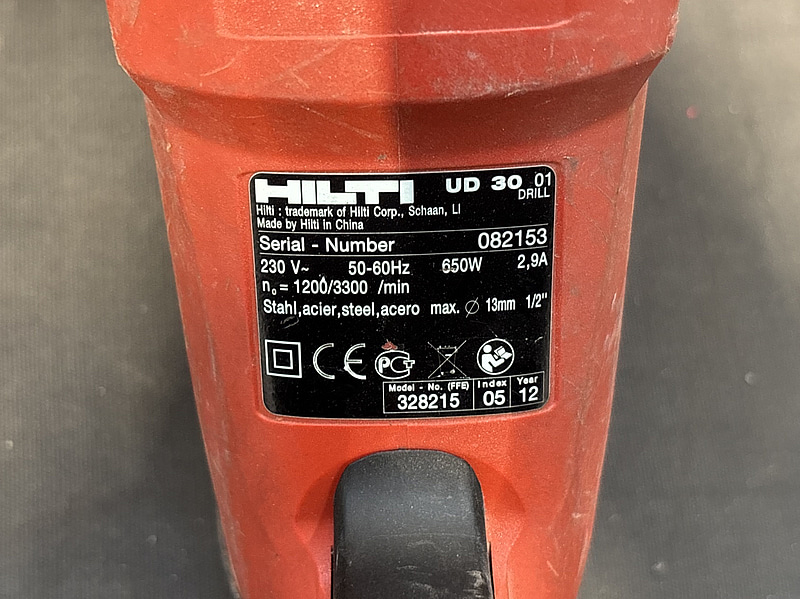 HILTI UD 30 01
DRILL
Hilti : trademark of Hilti Corp., Schaan, LI
Made by Hilti in China
Serial - Number 082153
230 V~ 50-60Hz 650W 2,9A
n₀ = 1200/3300 /min
Stahl,acier,steel,acero max. ∅ 13mm 1/2"
CE PCT
Model - No. (FFE) Index Year
328215 05 12